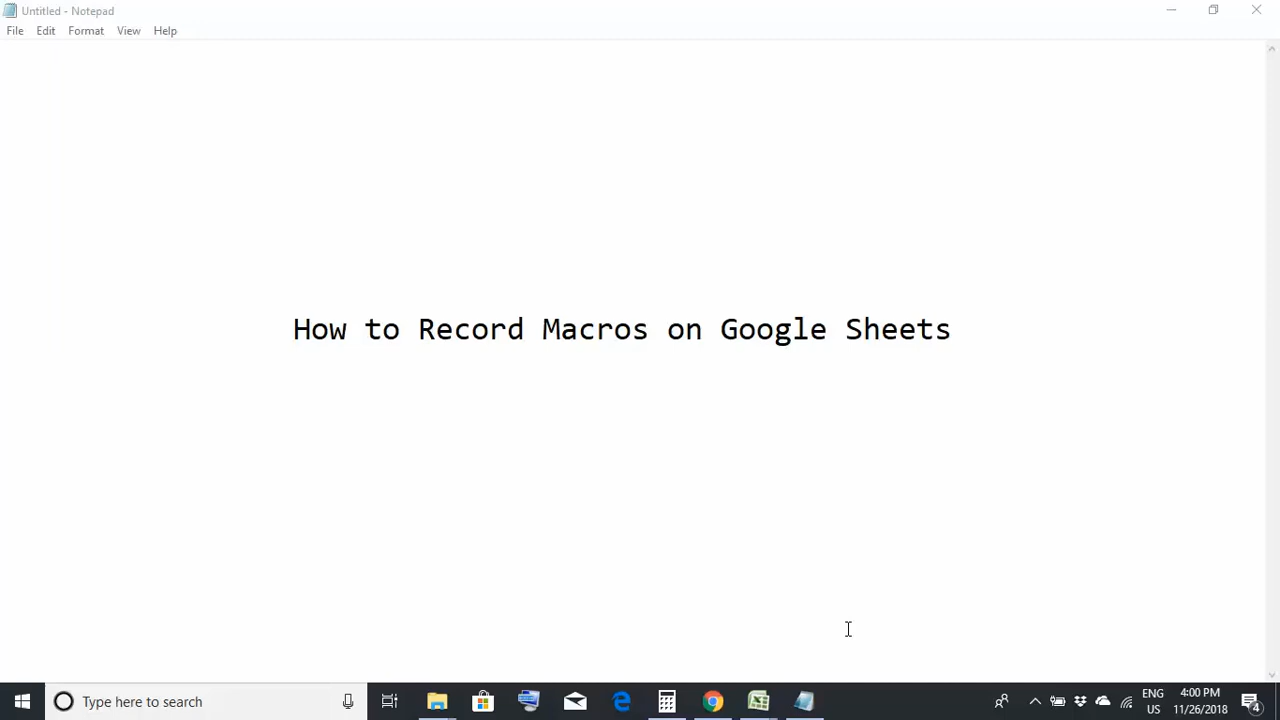 Untitled - Notepad
File Edit Format View Help
How to Record Macros on Google Sheets
Type here to search
ENG
US
4:00 PM
11/26/2018
4